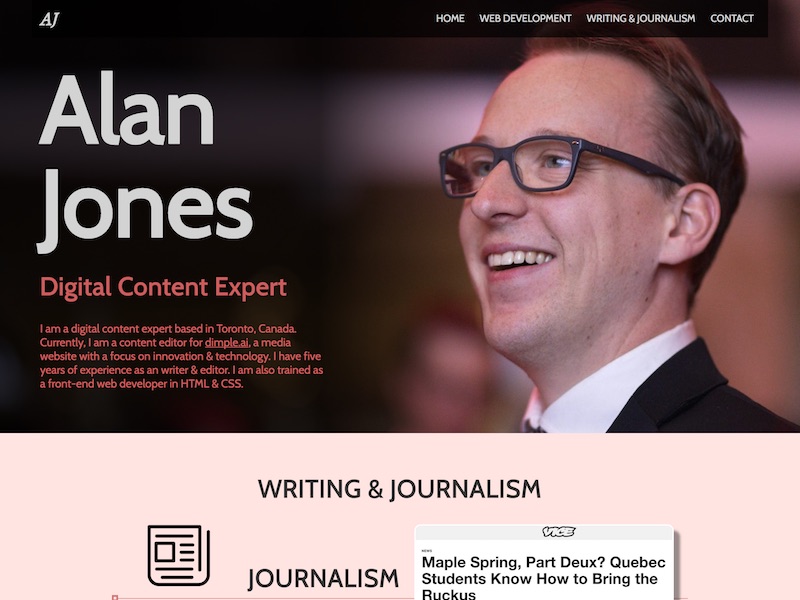 AJ
HOME WEB DEVELOPMENT WRITING & JOURNALISM CONTACT
Alan
Jones
Digital Content Expert
I am a digital content expert based in Toronto, Canada.
Currently, I am a content editor for dimple.ai, a media
website with a focus on innovation & technology. I have five
years of experience as an writer & editor. I am also trained as
a front-end web developer in HTML & CSS.
WRITING & JOURNALISM
JOURNALISM
VICE
NEWS
Maple Spring, Part Deux? Quebec
Students Know How to Bring the
Ruckus